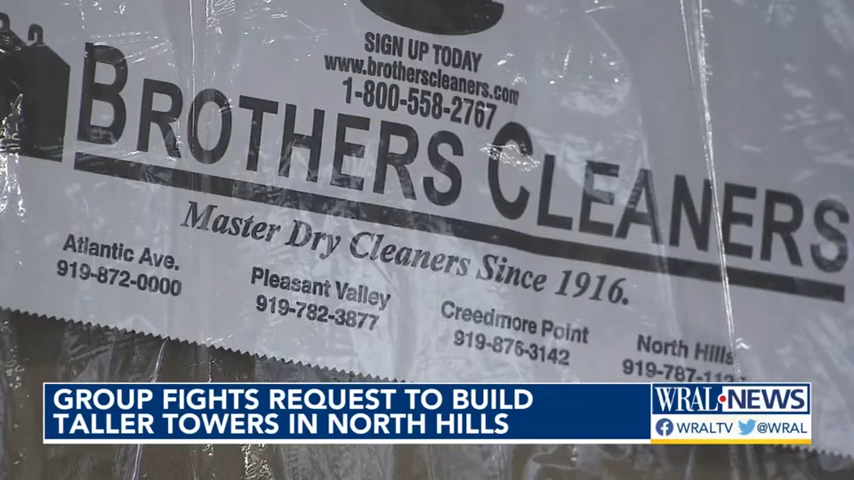 SIGN UP TODAY
www.brotherscleaners.com
1-800-558-2767
BROTHERS CLEANERS
Master Dry Cleaners Since 1916.
Atlantic Ave.
919-872-0000
Pleasant Valley
919-782-3877
Creedmore Point
919-876-3142
North Hills
GROUP FIGHTS REQUEST TO BUILD
TALLER TOWERS IN NORTH HILLS
WRAL NEWS
WRALTV @WRAL